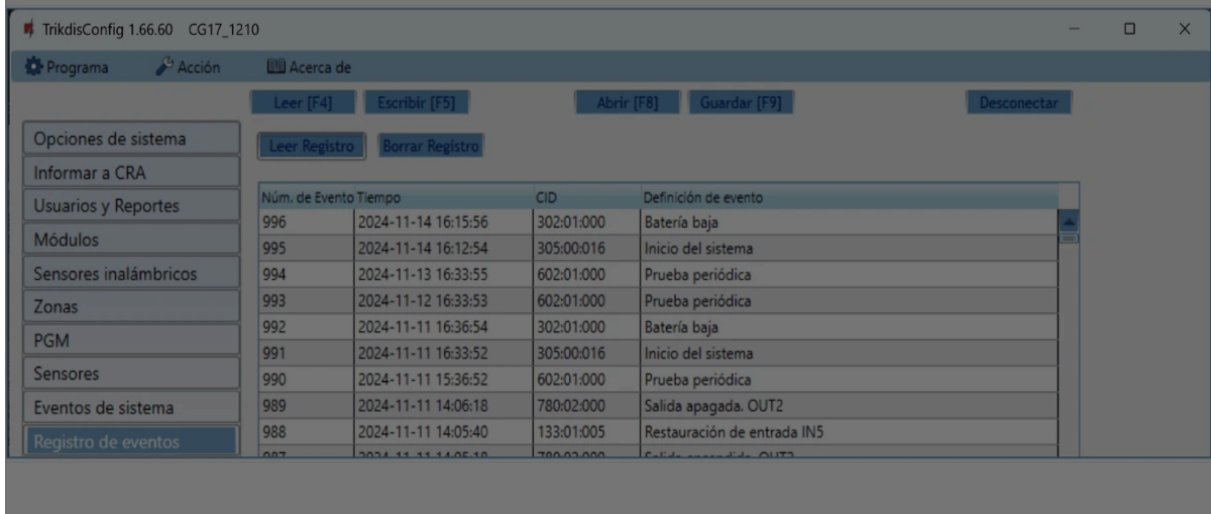 TrikdisConfig 1.66.60 CG17_1210
Programa Acción Acerca de
Leer [F4] Escribir [F5] Abrir [F8] Guardar [F9] Desconectar
Leer Registro Borrar Registro
Opciones de sistema
Informar a CRA
Usuarios y Reportes
Módulos
Sensores inalámbricos
Zonas
PGM
Sensores
Eventos de sistema
Registro de eventos
Núm. de Evento Tiempo CID Definición de evento
996 2024-11-14 16:15:56 302:01:000 Batería baja
995 2024-11-14 16:12:54 305:00:016 Inicio del sistema
994 2024-11-13 16:33:55 602:01:000 Prueba periódica
993 2024-11-12 16:33:53 602:01:000 Prueba periódica
992 2024-11-11 16:36:54 302:01:000 Batería baja
991 2024-11-11 16:33:52 305:00:016 Inicio del sistema
990 2024-11-11 15:36:52 602:01:000 Prueba periódica
989 2024-11-11 14:06:18 780:02:000 Salida apagada. OUT2
988 2024-11-11 14:05:40 133:01:005 Restauración de entrada IN5